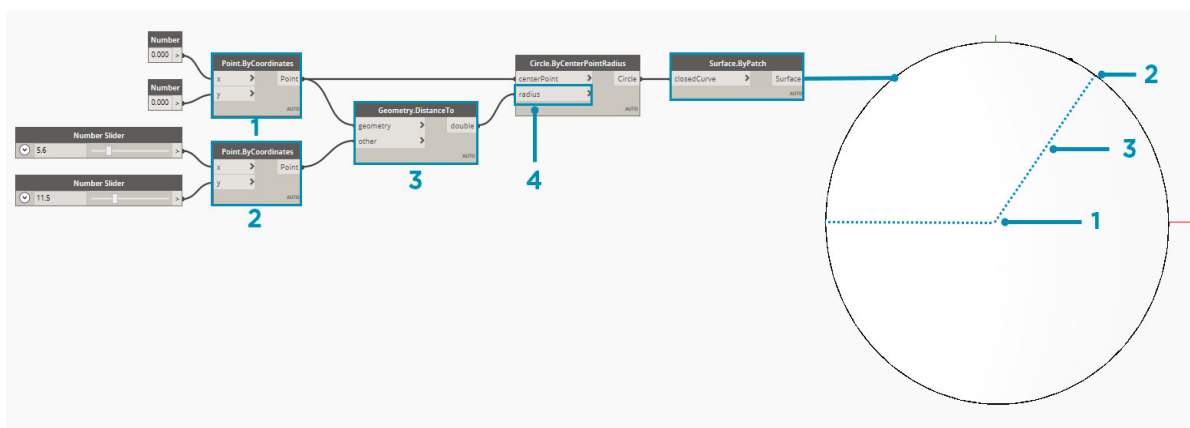 Number
0.000 >
Number
0.000 >
Number Slider
5.6 >
Number Slider
11.5 >
Point.ByCoordinates
x > Point
y >
AUTO
1
Point.ByCoordinates
x > Point
y >
AUTO
2
Geometry.DistanceTo
geometry > double
other >
AUTO
3
Circle.ByCenterPointRadius
centerPoint > Circle
radius >
AUTO
4
Surface.ByPatch
closedCurve > Surface
AUTO
2
3
1